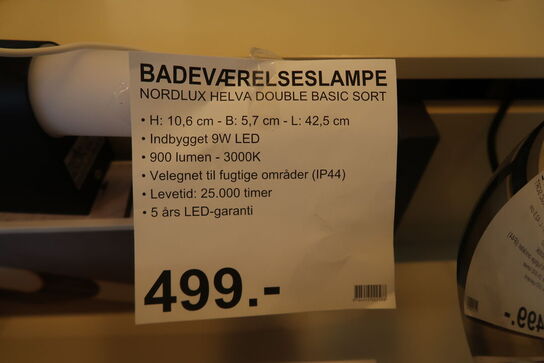 BADEVÆRELSESLAMPE
NORDLUX HELVA DOUBLE BASIC SORT
• H: 10,6 cm - B: 5,7 cm - L: 42,5 cm
• Indbygget 9W LED
• 900 lumen - 3000K
• Velegnet til fugtige områder (IP44)
• Levetid: 25.000 timer
• 5 års LED-garanti
499.-
499.-